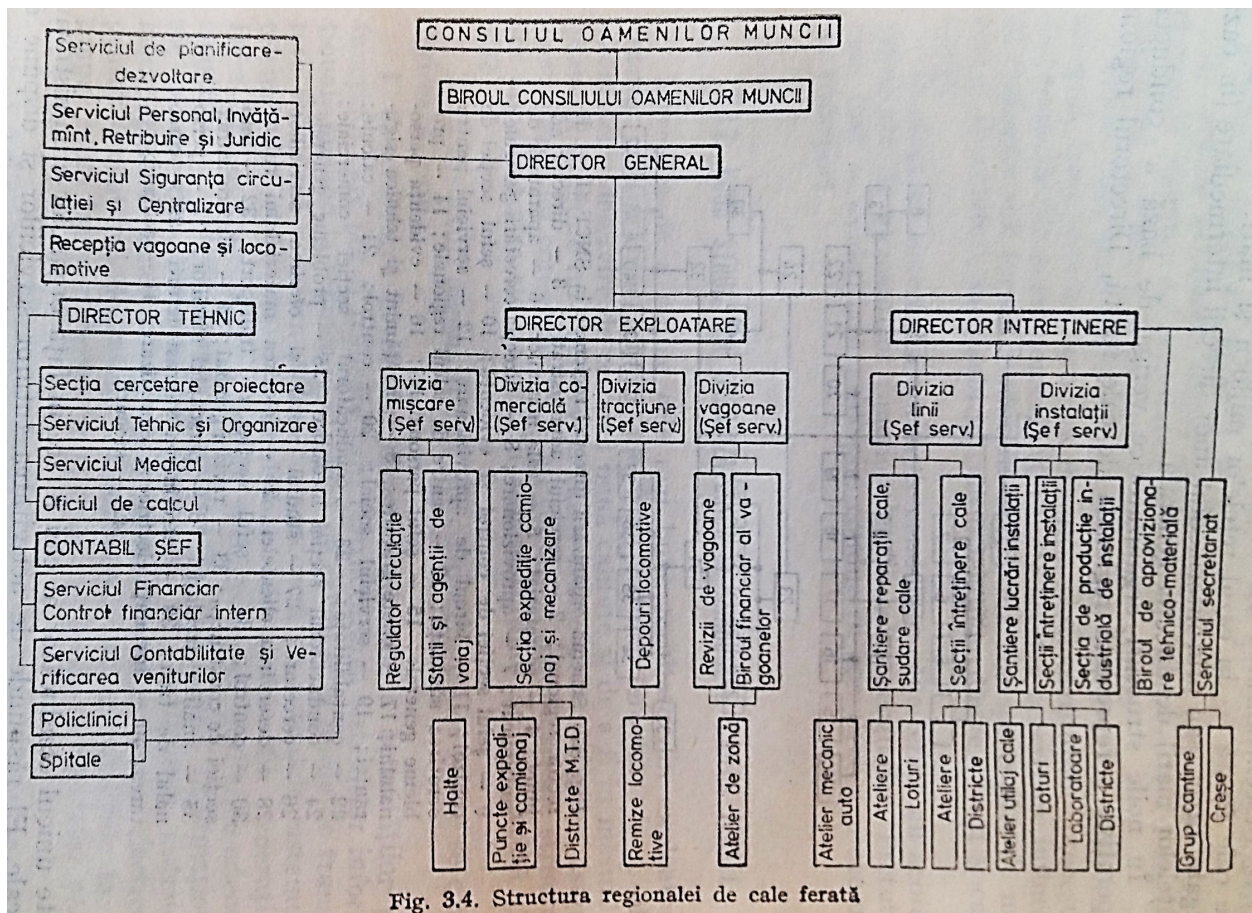 CONSILIUL OAMENILOR MUNCII
BIROUL CONSILIULUI OAMENILOR MUNCII
DIRECTOR GENERAL
Serviciul de planificare-
dezvoltare
Serviciul Personal, Invăță-
mînt, Retribuire și Juridic
Serviciul Siguranța circu-
lației și Centralizare
Recepția vagoane și loco-
motive
DIRECTOR TEHNIC
Secția cercetare proiectare
Serviciul Tehnic și Organizare
Serviciul Medical
Oficiul de calcul
CONTABIL ȘEF
Serviciul Financiar
Control financiar intern
Serviciul Contabilitate și Ve-
rificarea veniturilor
Policlinici
Spitale
DIRECTOR EXPLOATARE
Divizia
mișcare
(Șef serv)
Divizia co-
mercială
(Șef serv.)
Divizia
tracțiune
(Șef serv)
Divizia
vagoane
(Șef serv.)
Regulator circulație
Stații și agenții de
voiaj
Secția expediție camio-
naj și mecanizare
Depouri locomotive
Revizii de vagoane
Biroul financiar al va-
goanelor
Halte
Puncte expedi-
ție și camionaj
Districte M.T.D.
Remize locomo-
tive
Atelier de zonă
DIRECTOR INTREȚINERE
Divizia
linii
(Șef serv.)
Divizia
instalații
(Șef serv.)
Șantiere reparații cale,
sudare cale
Secții întreținere cale
Șantiere lucrări instalații
Secții întreținere instalații
Secția de producție in-
dustrială de instalații
Biroul de aproviziona-
re tehnico-materială
Serviciul secretariat
Atelier mecanic
auto
Ateliere
Loturi
Ateliere
Districte
Atelier utilaj cale
Loturi
Laboratoare
Districte
Grup cantine
Creșe
Fig. 3.4. Structura regionalei de cale ferată